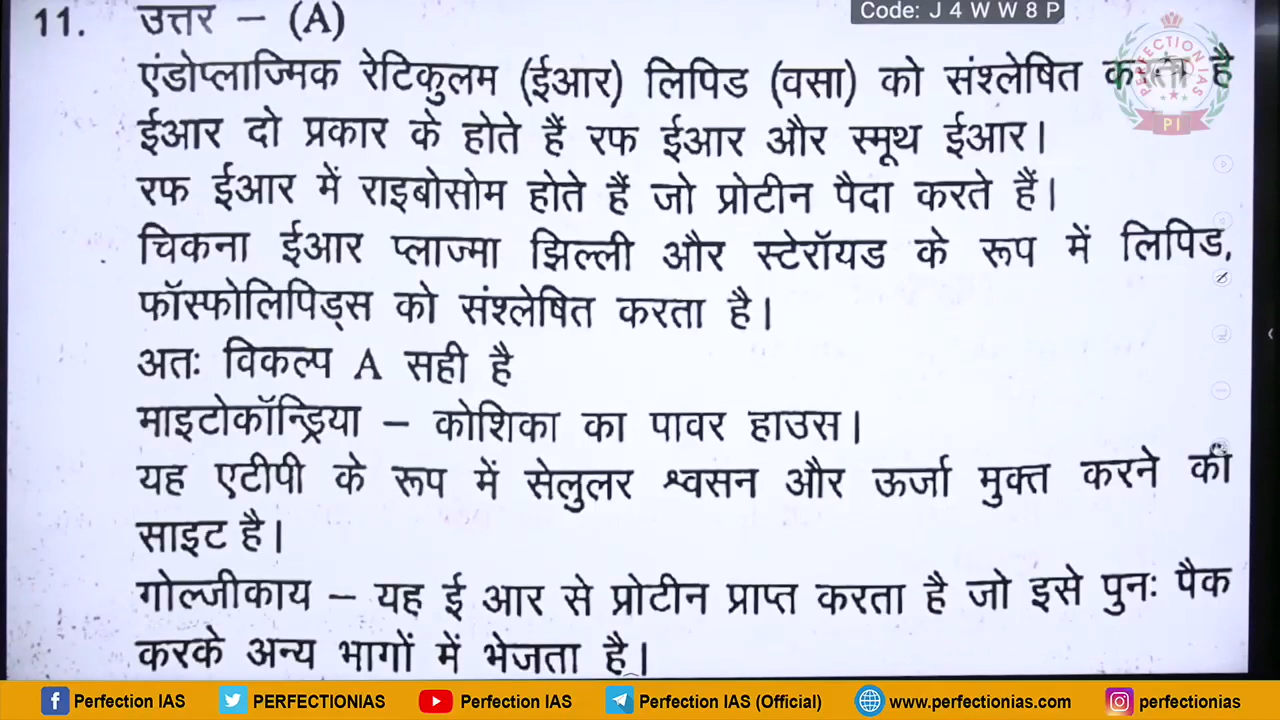 Code: J 4 W W 8 P
11. उत्तर – (A)
एंडोप्लाज्मिक रेटिकुलम (ईआर) लिपिड (वसा) को संश्लेषित करता है
ईआर दो प्रकार के होते हैं रफ ईआर और स्मूथ ईआर।
रफ ईआर में राइबोसोम होते हैं जो प्रोटीन पैदा करते हैं।
चिकना ईआर प्लाज्मा झिल्ली और स्टेरॉयड के रूप में लिपिड,
फॉस्फोलिपिड्स को संश्लेषित करता है।
अतः विकल्प A सही है
माइटोकॉन्ड्रिया – कोशिका का पावर हाउस।
यह एटीपी के रूप में सेलुलर श्वसन और ऊर्जा मुक्त करने की
साइट है।
गोल्जीकाय – यह ई आर से प्रोटीन प्राप्त करता है जो इसे पुनः पैक
करके अन्य भागों में भेजता है।
PERFECTION IAS
PI
Perfection IAS PERFECTIONIAS Perfection IAS Perfection IAS (Official) www.perfectionias.com perfectionias